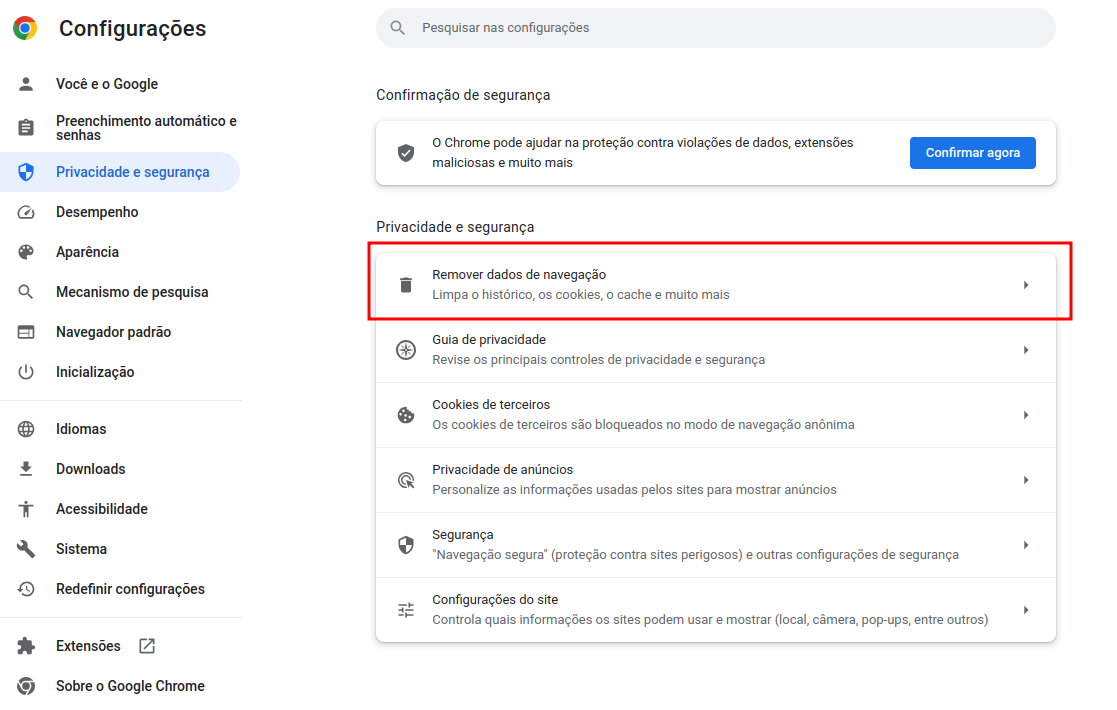 Configurações
Pesquisar nas configurações
Você e o Google
Preenchimento automático e
senhas
Privacidade e segurança
Desempenho
Aparência
Mecanismo de pesquisa
Navegador padrão
Inicialização
Idiomas
Downloads
Acessibilidade
Sistema
Redefinir configurações
Extensões
Sobre o Google Chrome
Confirmação de segurança
O Chrome pode ajudar na proteção contra violações de dados, extensões
maliciosas e muito mais
Confirmar agora
Privacidade e segurança
Remover dados de navegação
Limpa o histórico, os cookies, o cache e muito mais
Guia de privacidade
Revise os principais controles de privacidade e segurança
Cookies de terceiros
Os cookies de terceiros são bloqueados no modo de navegação anônima
Privacidade de anúncios
Personalize as informações usadas pelos sites para mostrar anúncios
Segurança
"Navegação segura" (proteção contra sites perigosos) e outras configurações de segurança
Configurações do site
Controla quais informações os sites podem usar e mostrar (local, câmera, pop-ups, entre outros)